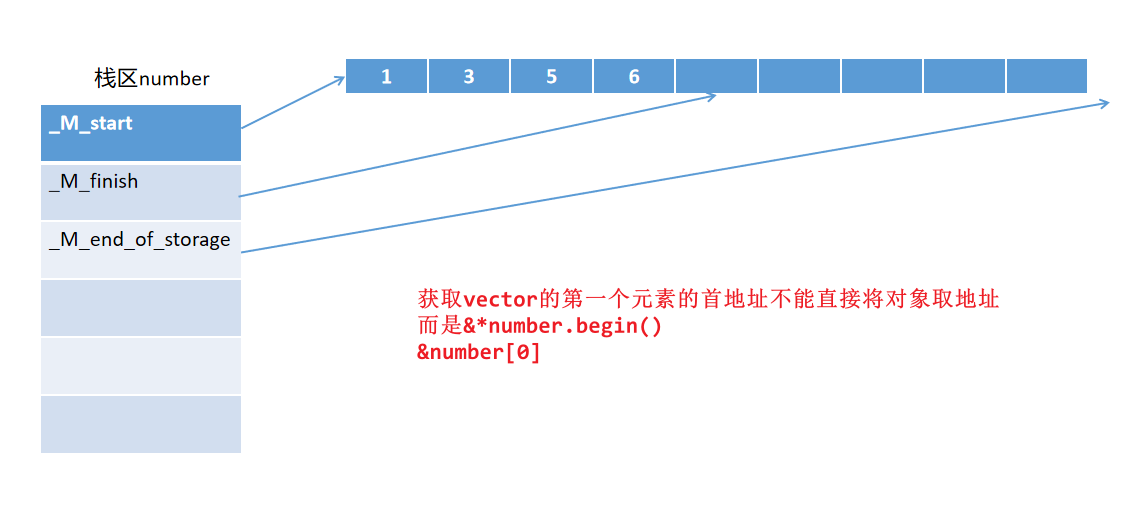 栈区number
1 3 5 6
_M_start
_M_finish
_M_end_of_storage
获取vector的第一个元素的首地址不能直接将对象取地址
而是&*number.begin()
&number[0]